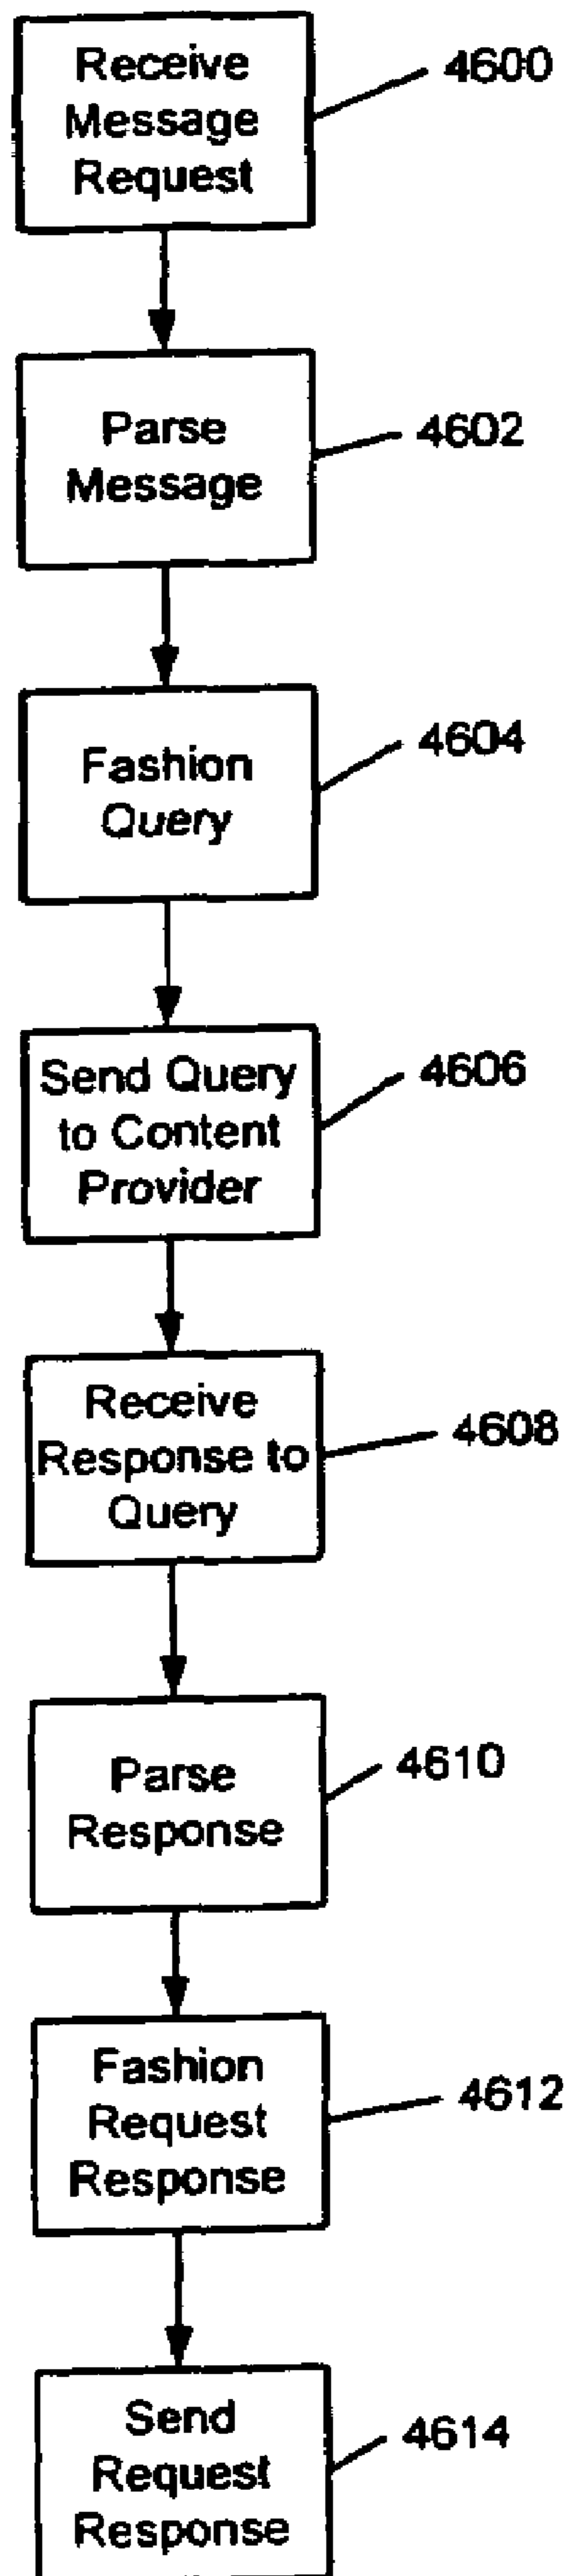 Receive
Message
Request
4600
Parse
Message
4602
Fashion
Query
4604
Send Query
to Content
Provider
4606
Receive
Response to
Query
4608
Parse
Response
4610
Fashion
Request
Response
4612
Send
Request
Response
4614